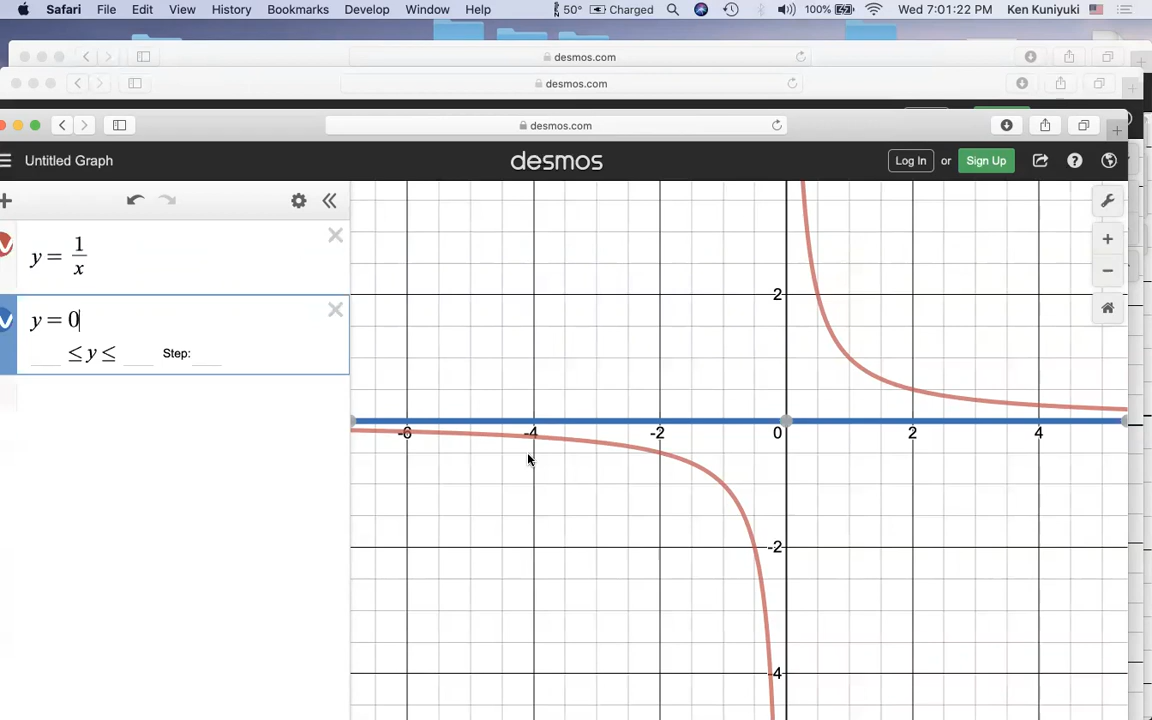 Safari File Edit View History Bookmarks Develop Window Help 50° Charged 100% Wed 7:01:22 PM Ken Kuniyuki
desmos.com
desmos.com
desmos.com
Untitled Graph desmos Log In or Sign Up
y = 1/x
y = 0
≤ y ≤ Step:
2
-6 -4 -2 0 2 4
-2
-4